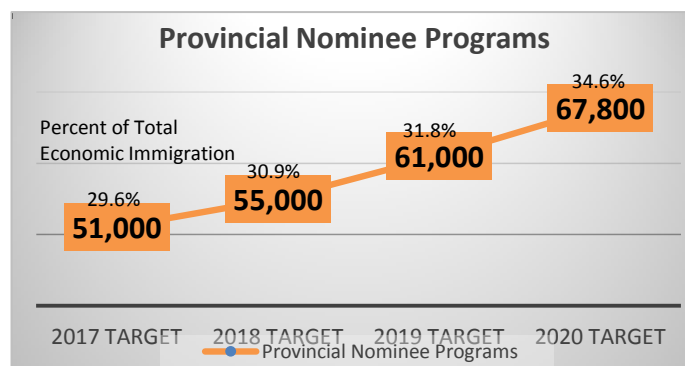 Provincial Nominee Programs
34.6%
67,800
Percent of Total
Economic Immigration
31.8%
61,000
30.9%
55,000
29.6%
51,000
2017 TARGET 2018 TARGET 2019 TARGET 2020 TARGET
Provincial Nominee Programs